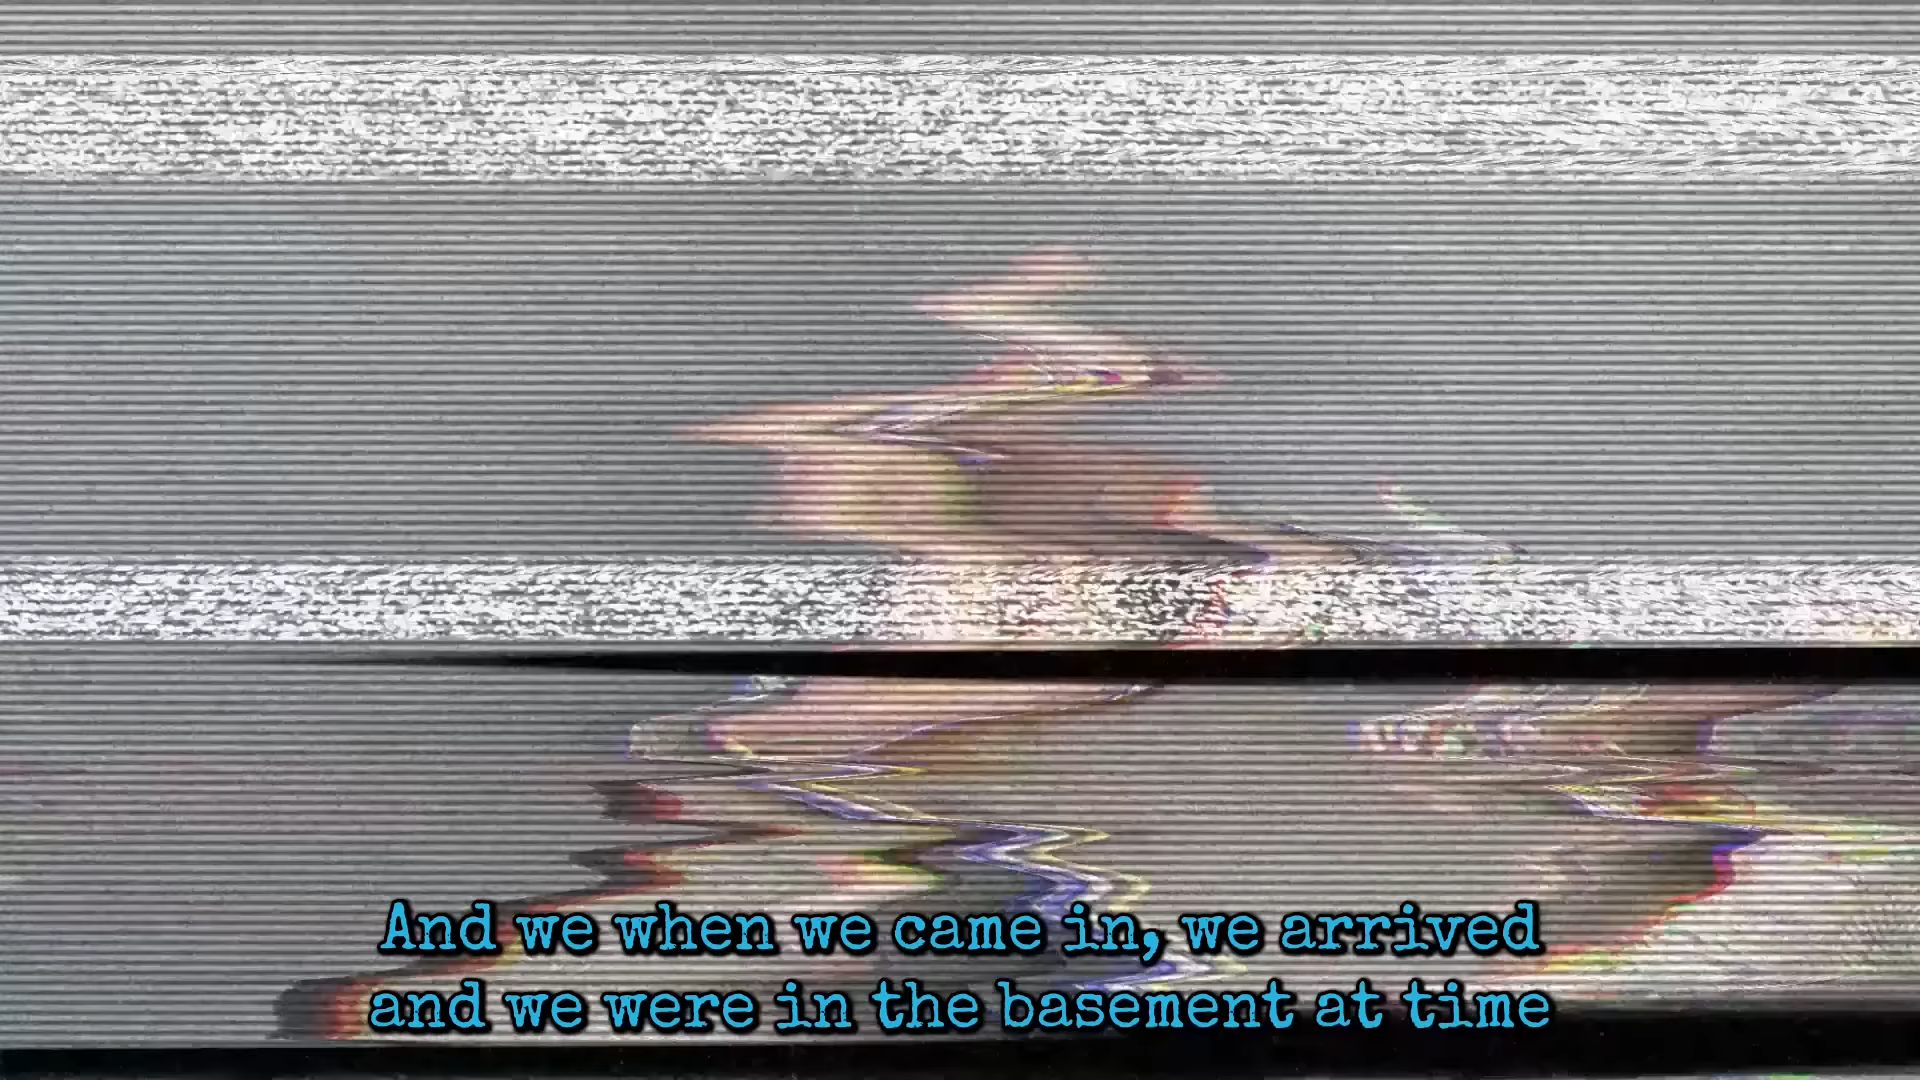 And we when we came in, we arrived
and we were in the basement at time